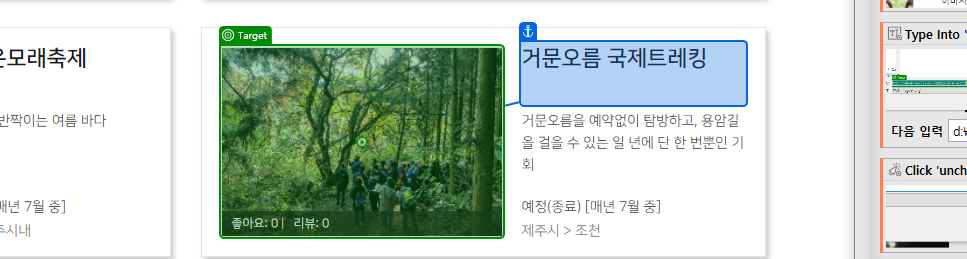 은모래축제
반짝이는 여름 바다
매년 7월 중]
주시내
Target
좋아요: 0 | 리뷰: 0
거문오름 국제트레킹
거문오름을 예약없이 탐방하고, 용암길
을 걸을 수 있는 일 년에 단 한 번뿐인 기
회
예정(종료) [매년 7월 중]
제주시 > 조천
Type Into '
다음 입력
d:\
Click 'unch